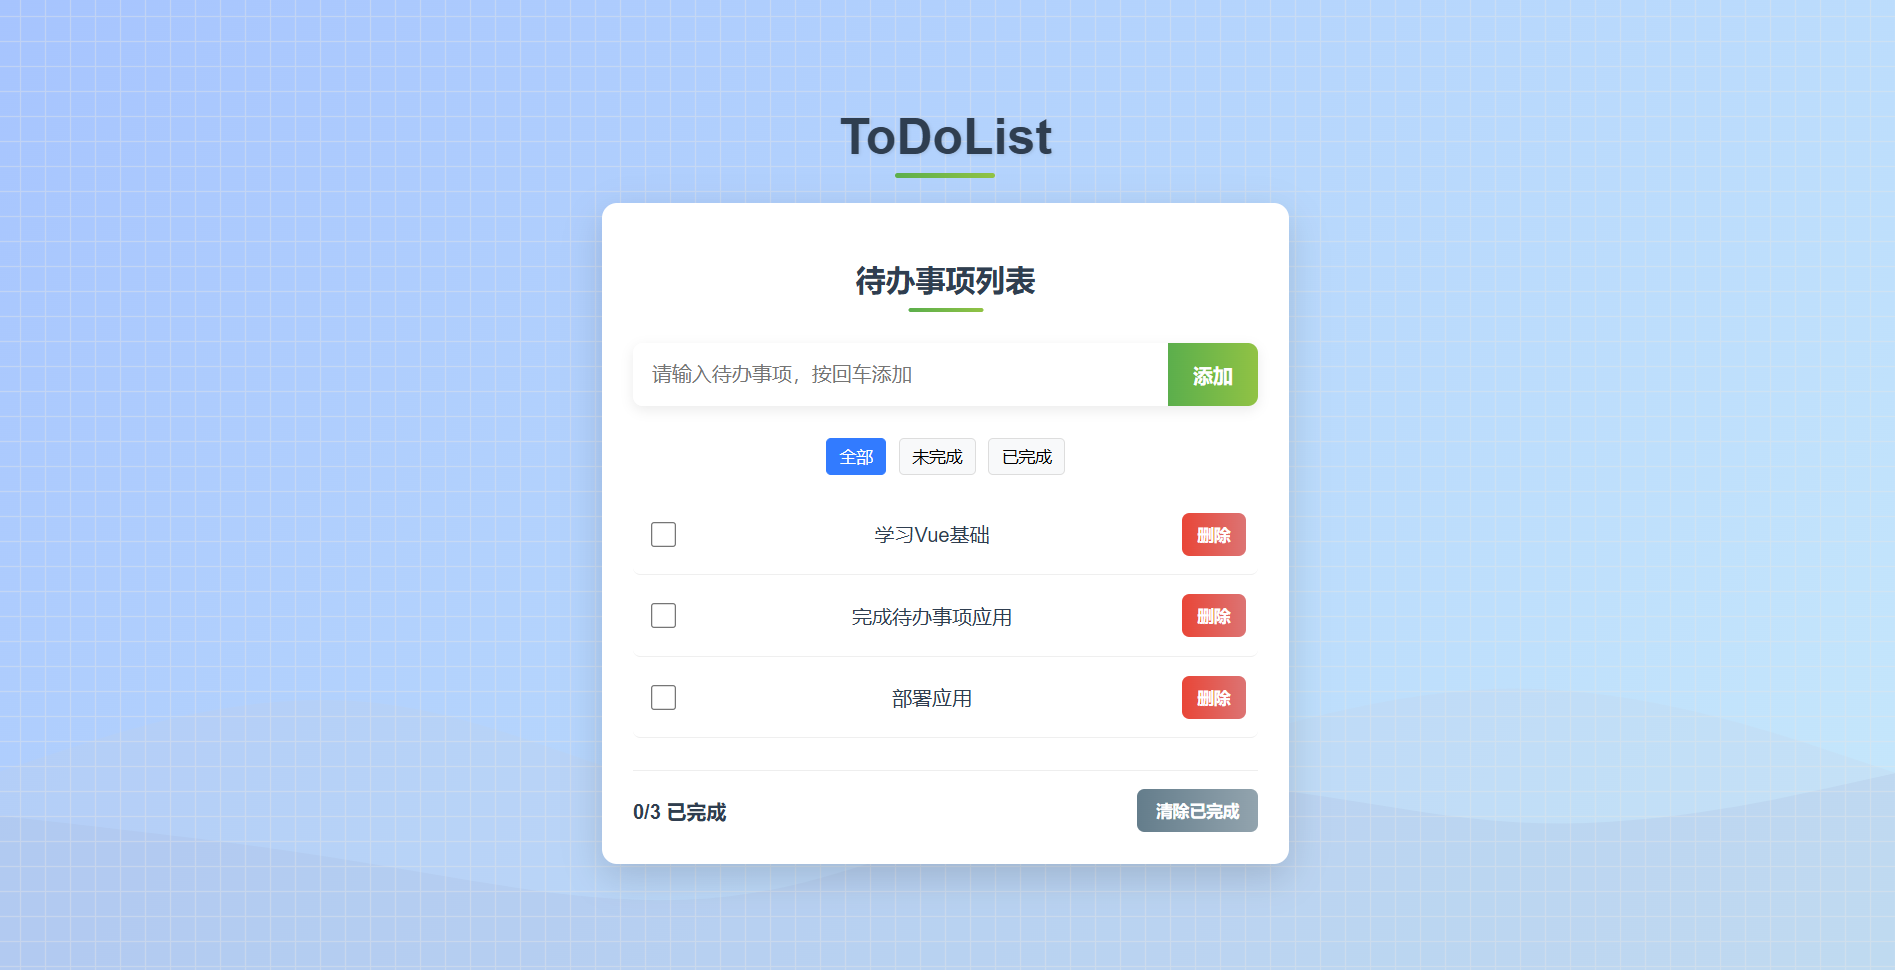 ToDoList
待办事项列表
请输入待办事项，按回车添加
添加
全部 未完成 已完成
学习Vue基础 删除
完成待办事项应用 删除
部署应用 删除
0/3 已完成 清除已完成